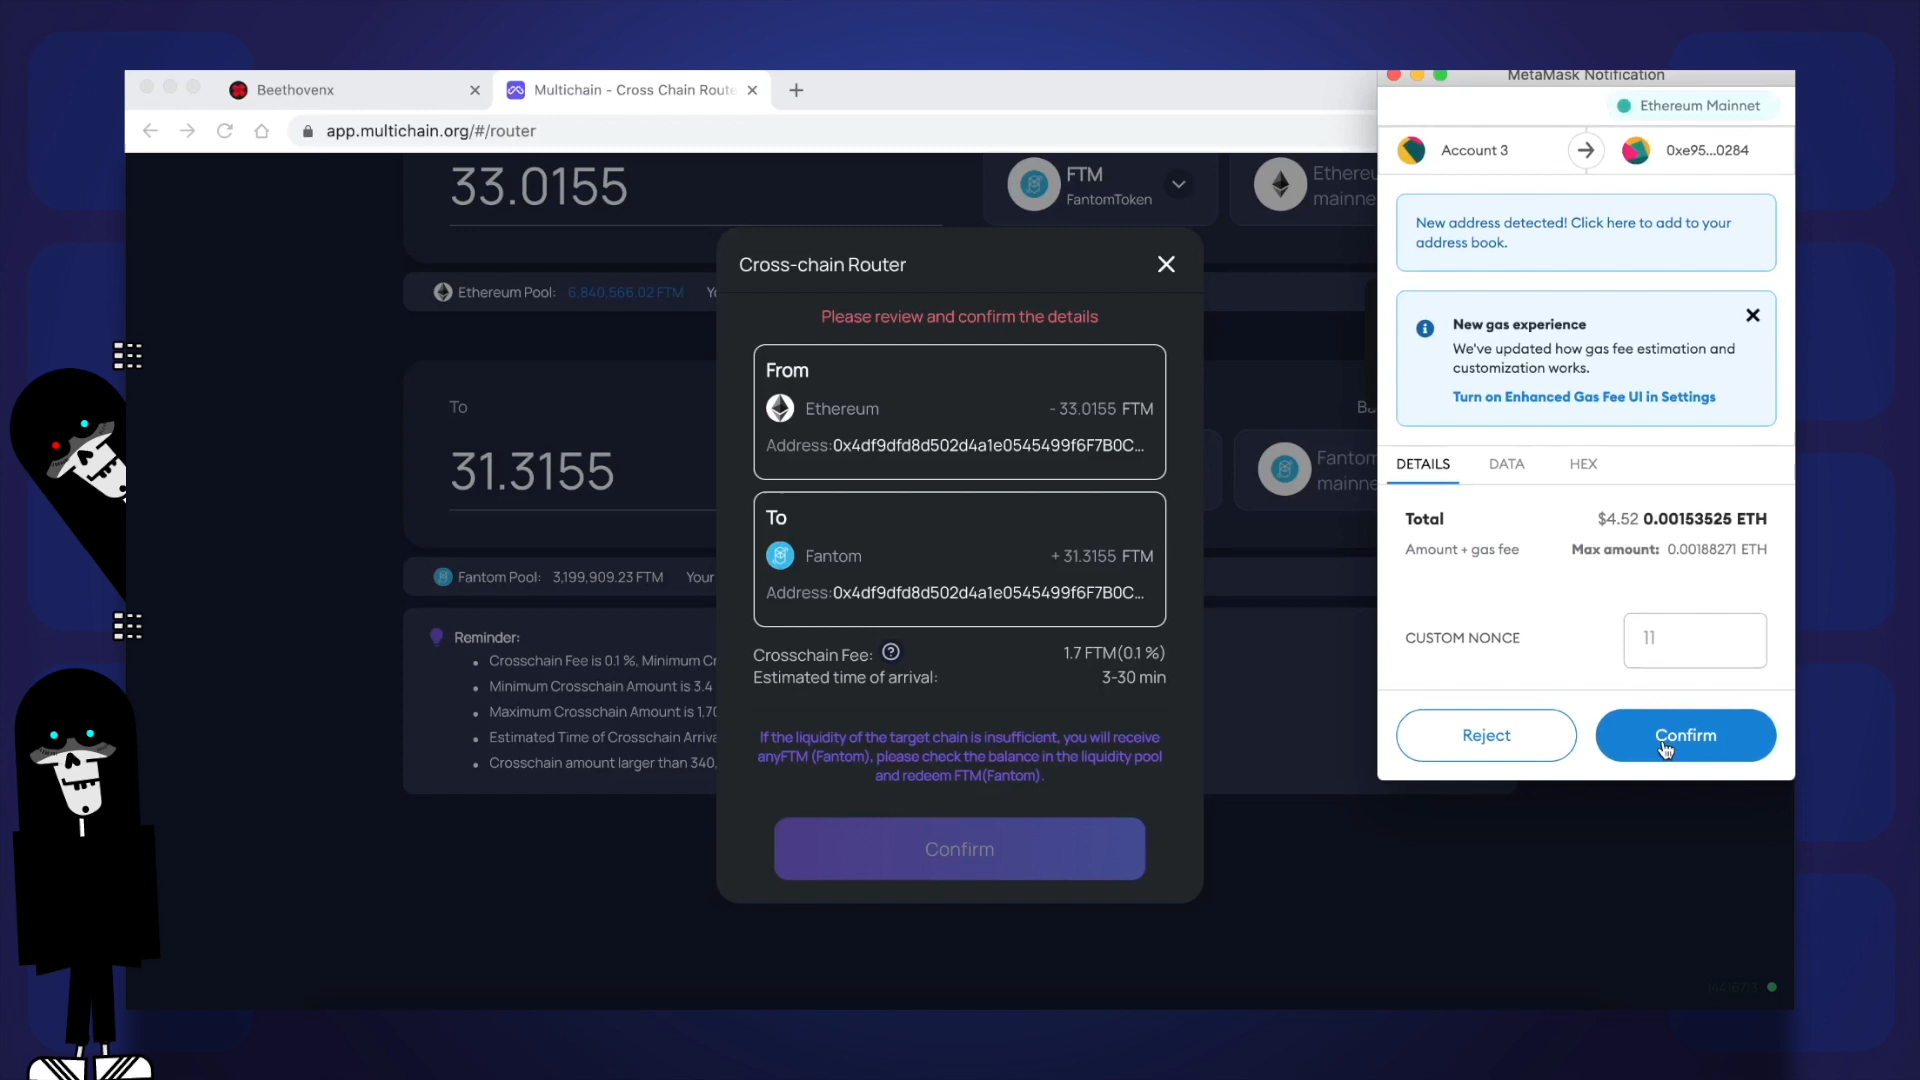 Beethovenx
Multichain - Cross Chain Route
MetaMask Notification
app.multichain.org/#/router
Ethereum Mainnet
Account 3
0xe95...0284
33.0155
FTM
FantomToken
New address detected! Click here to add to your
address book.
Cross-chain Router
Ethereum Pool: 6,840,566.02 FTM
Please review and confirm the details
New gas experience
We've updated how gas fee estimation and
customization works.
Turn on Enhanced Gas Fee UI in Settings
From
Ethereum
- 33.0155 FTM
Address:0x4df9dfd8d502d4a1e0545499f6F7B0C...
To
31.3155
To
Fantom
+ 31.3155 FTM
Address:0x4df9dfd8d502d4a1e0545499f6F7B0C...
Fantom
DETAILS
DATA
HEX
Total
$4.52 0.00153525 ETH
Amount + gas fee
Max amount: 0.00188271 ETH
Fantom Pool: 3,199,909.23 FTM
Your
Reminder:
Crosschain Fee is 0.1 %, Minimum Cr
Minimum Crosschain Amount is 3.4
Maximum Crosschain Amount is 1,70
Estimated Time of Crosschain Arriva
Crosschain amount larger than 340,
Crosschain Fee:
1.7 FTM(0.1 %)
Estimated time of arrival:
3-30 min
CUSTOM NONCE
11
If the liquidity of the target chain is insufficient, you will receive
anyFTM (Fantom), please check the balance in the liquidity pool
and redeem FTM(Fantom).
Reject
Confirm
Confirm